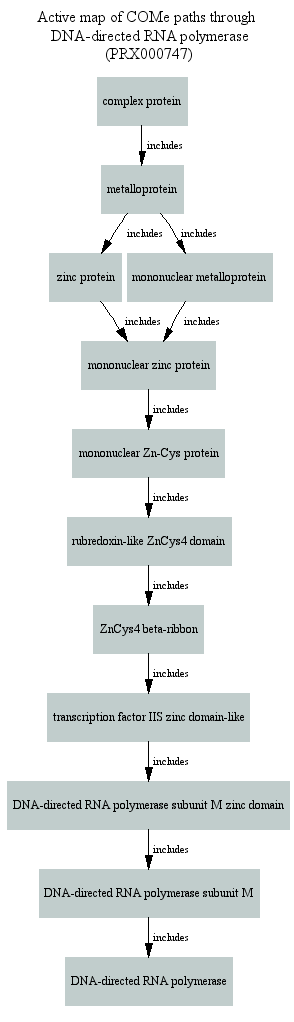 Active map of COMe paths through
DNA-directed RNA polymerase
(PRX000747)
complex protein
includes
metalloprotein
includes includes
zinc protein mononuclear metalloprotein
includes includes
mononuclear zinc protein
includes
mononuclear Zn-Cys protein
includes
rubredoxin-like ZnCys4 domain
includes
ZnCys4 beta-ribbon
includes
transcription factor IIS zinc domain-like
includes
DNA-directed RNA polymerase subunit M zinc domain
includes
DNA-directed RNA polymerase subunit M
includes
DNA-directed RNA polymerase